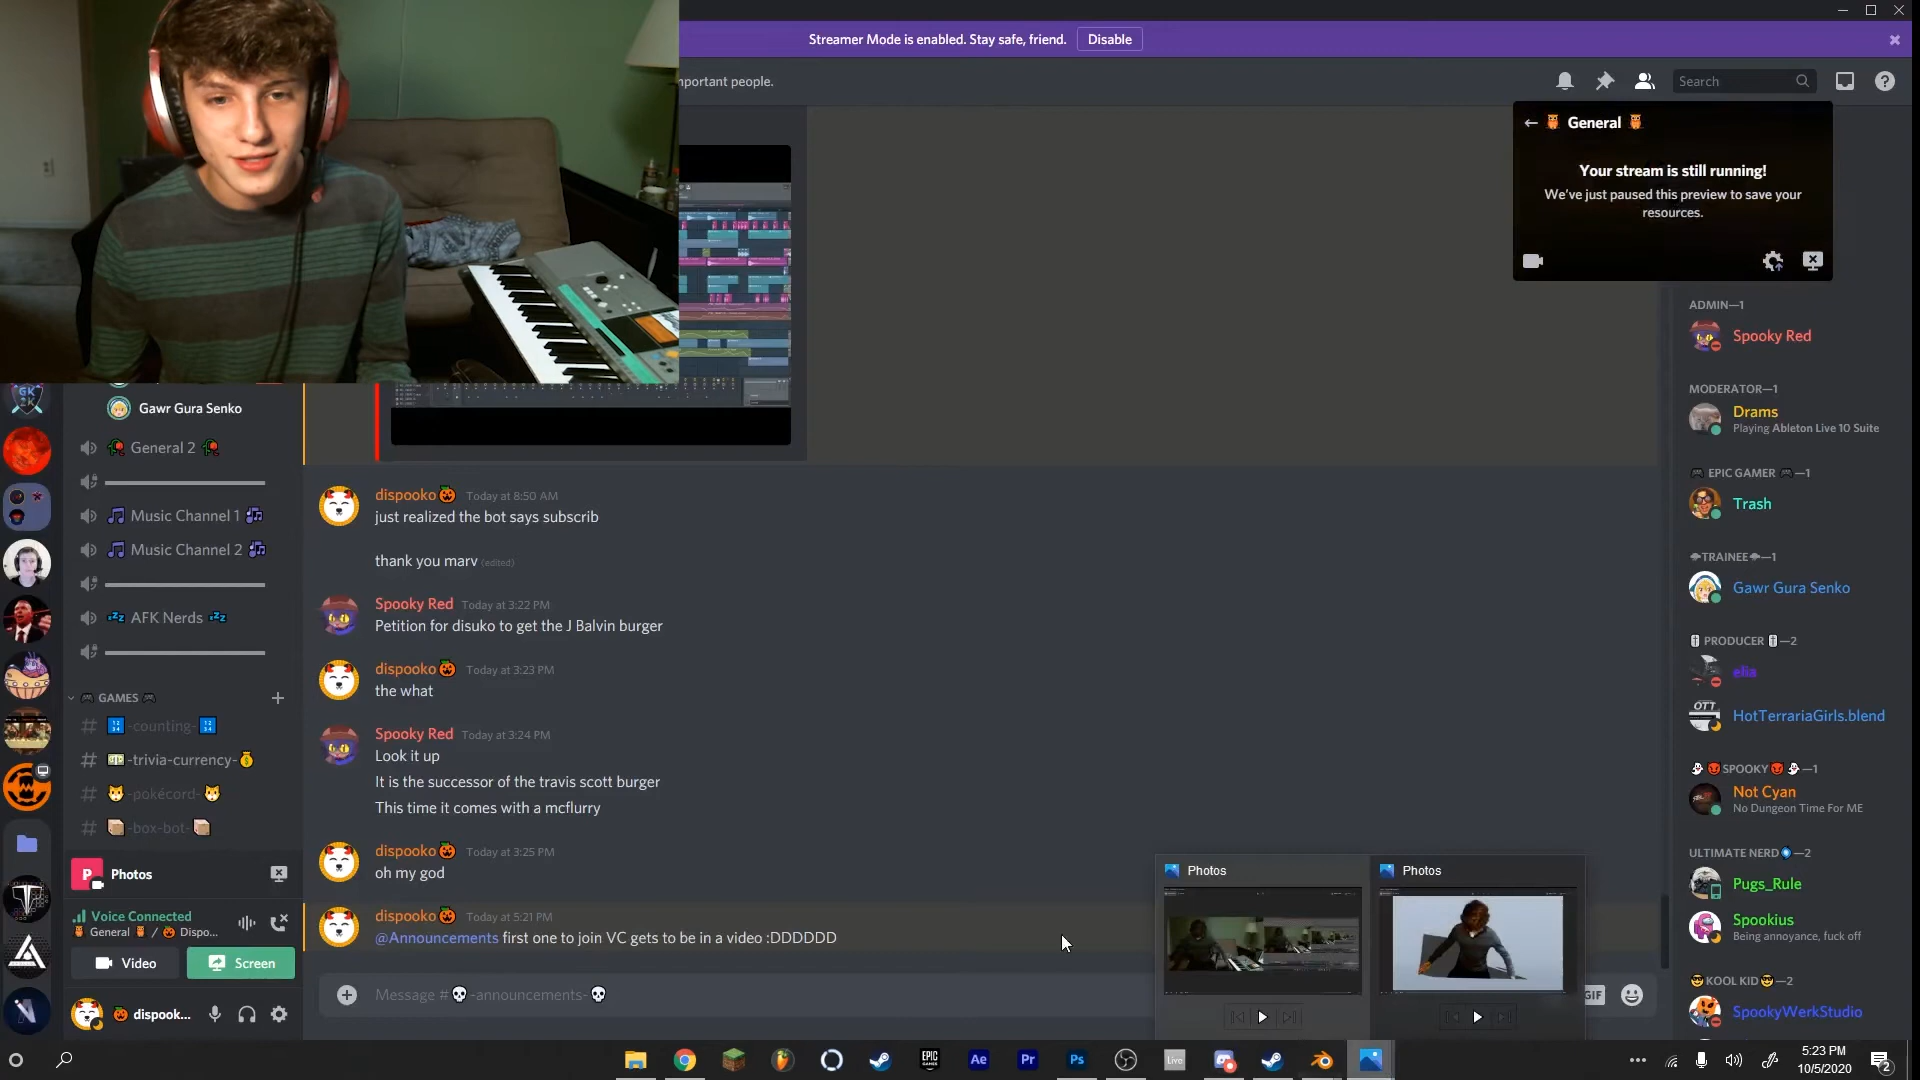 Streamer Mode is enabled. Stay safe, friend.
Disable
mportant people.
Search
General
Your stream is still running!
We've just paused this preview to save your
resources.
Gawr Gura Senko
General 2
Music Channel 1
Music Channel 2
AFK Nerds
GAMES
-counting-
-trivia-currency-
-pokécord-
-box-bot-
P
Photos
Voice Connected
General / Dispo...
Video
Screen
dispook...
dispooko Today at 8:50 AM
just realized the bot says subscrib
thank you marv (edited)
Spooky Red Today at 3:22 PM
Petition for disuko to get the J Balvin burger
dispooko Today at 3:23 PM
the what
Spooky Red Today at 3:24 PM
Look it up
It is the successor of the travis scott burger
This time it comes with a mcflurry
dispooko Today at 3:25 PM
oh my god
dispooko Today at 5:21 PM
@Announcements first one to join VC gets to be in a video :DDDDDD
Message # -announcements-
GIF
Photos
Photos
ADMIN—1
Spooky Red
MODERATOR—1
Drams
Playing Ableton Live 10 Suite
EPIC GAMER —1
Trash
TRAINEE —1
Gawr Gura Senko
PRODUCER —2
elia
OTT
HotTerrariaGirls.blend
SPOOKY —1
Not Cyan
No Dungeon Time For ME
ULTIMATE NERD —2
Pugs_Rule
Spookius
Being annoyance, fuck off
KOOL KID —2
SpookyWerkStudio
EPIC GAMES
Ae
Pr
Ps
Live
5:23 PM
10/5/2020
2